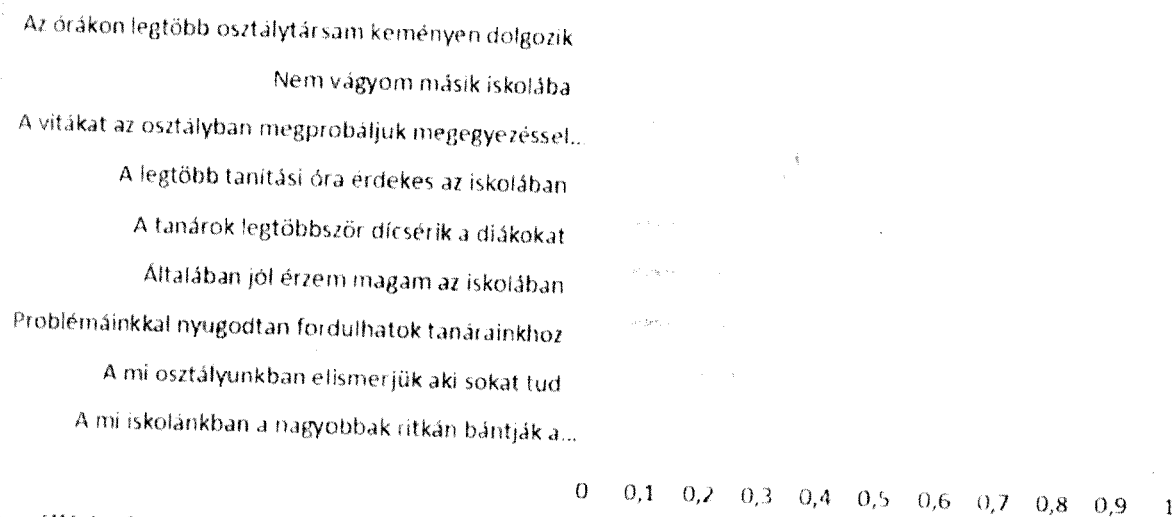 Az órákon legtöbb osztálytársam keményen dolgozik
Nem vágyom másik iskolába
A vitákat az osztályban megprobáljuk megegyezéssel...
A legtöbb tanítási óra érdekes az iskolában
A tanárok legtöbbször dícsérik a diákokat
Általában jól érzem magam az iskolában
Problémáinkkal nyugodtan fordulhatok tanárainkhoz
A mi osztályunkban elismerjük aki sokat tud
A mi iskolánkban a nagyobbak ritkán bántják a...
0 0,1 0,2 0,3 0,4 0,5 0,6 0,7 0,8 0,9 1